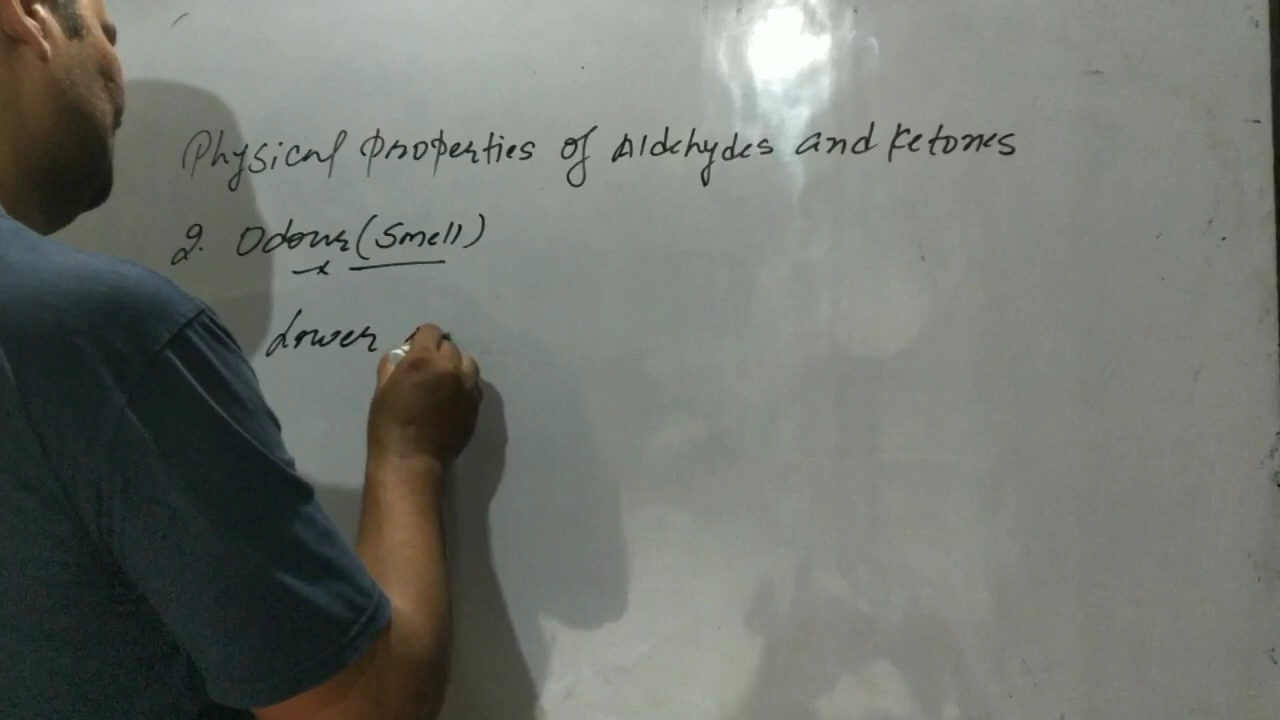 Physical properties of Aldehydes and Ketones
2. Odour (Smell)
Lower